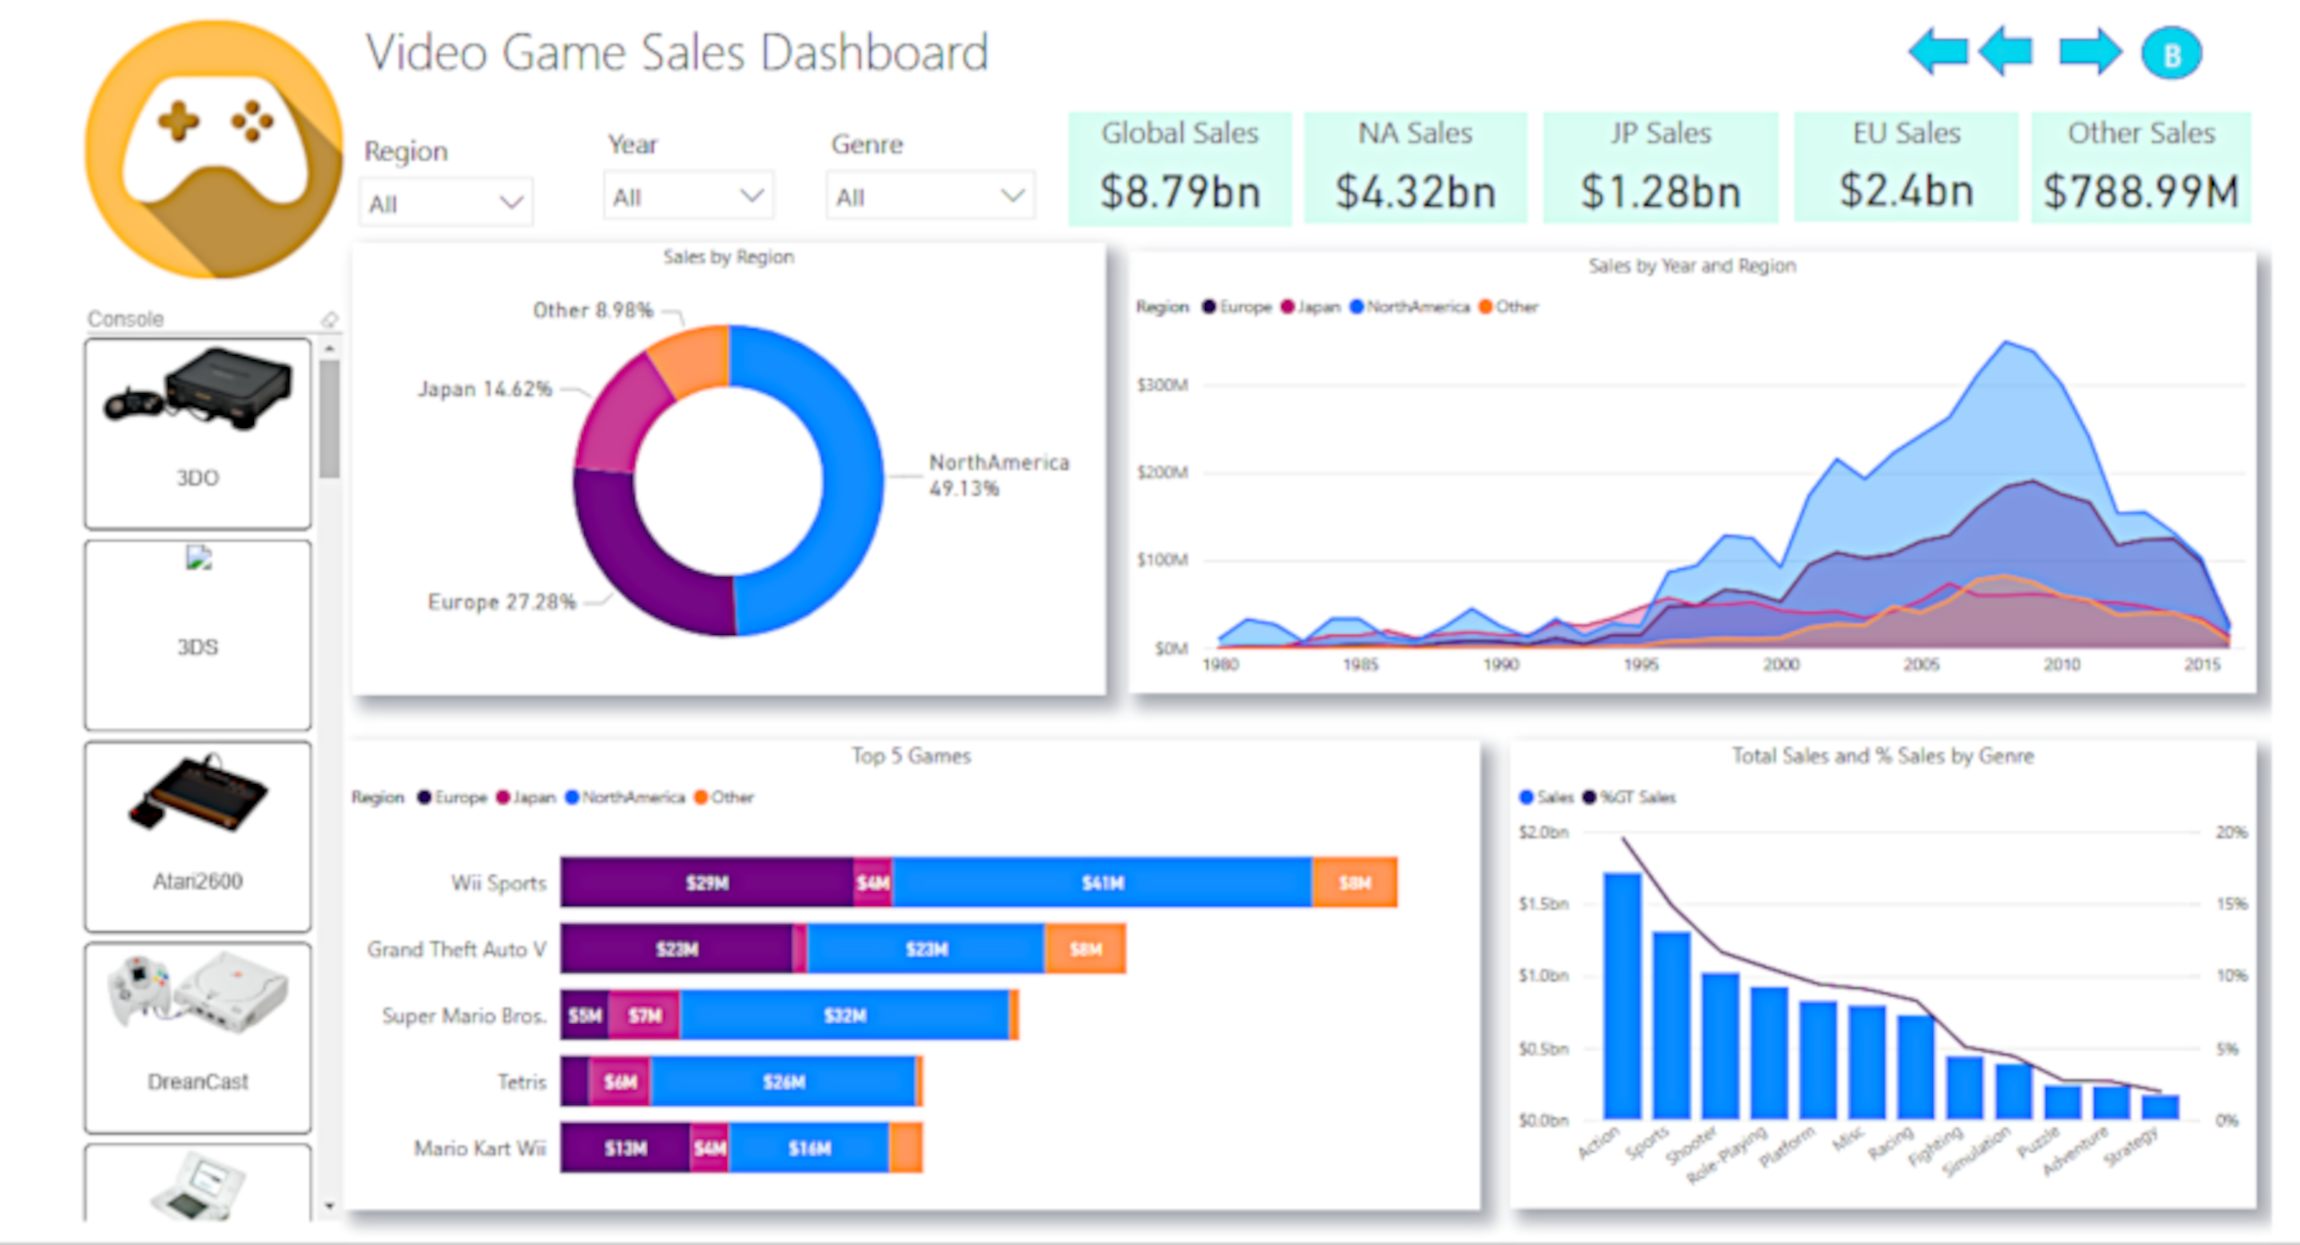 Video Game Sales Dashboard
B
Region
All
Year
All
Genre
All
Global Sales
$8.79bn
NA Sales
$4.32bn
JP Sales
$1.28bn
EU Sales
$2.4bn
Other Sales
$788.99M
Console
3DO
3DS
Atari2600
DreanCast
Sales by Region
Other 8.98%
Japan 14.62%
NorthAmerica
49.13%
Europe 27.28%
Sales by Year and Region
Region Europe Japan NorthAmerica Other
$300M
$200M
$100M
$0M
1980 1985 1990 1995 2000 2005 2010 2015
Top 5 Games
Region Europe Japan NorthAmerica Other
Wii Sports $29M $4M $41M $8M
Grand Theft Auto V $23M $23M $8M
Super Mario Bros. $5M $7M $32M
Tetris $6M $26M
Mario Kart Wii $13M $4M $16M
Total Sales and % Sales by Genre
Sales %GT Sales
$2.0bn 20%
$1.5bn 15%
$1.0bn 10%
$0.5bn 5%
$0.0bn 0%
Action Sports Shooter Role-Playing Platform Misc Racing Fighting Simulation Puzzle Adventure Strategy